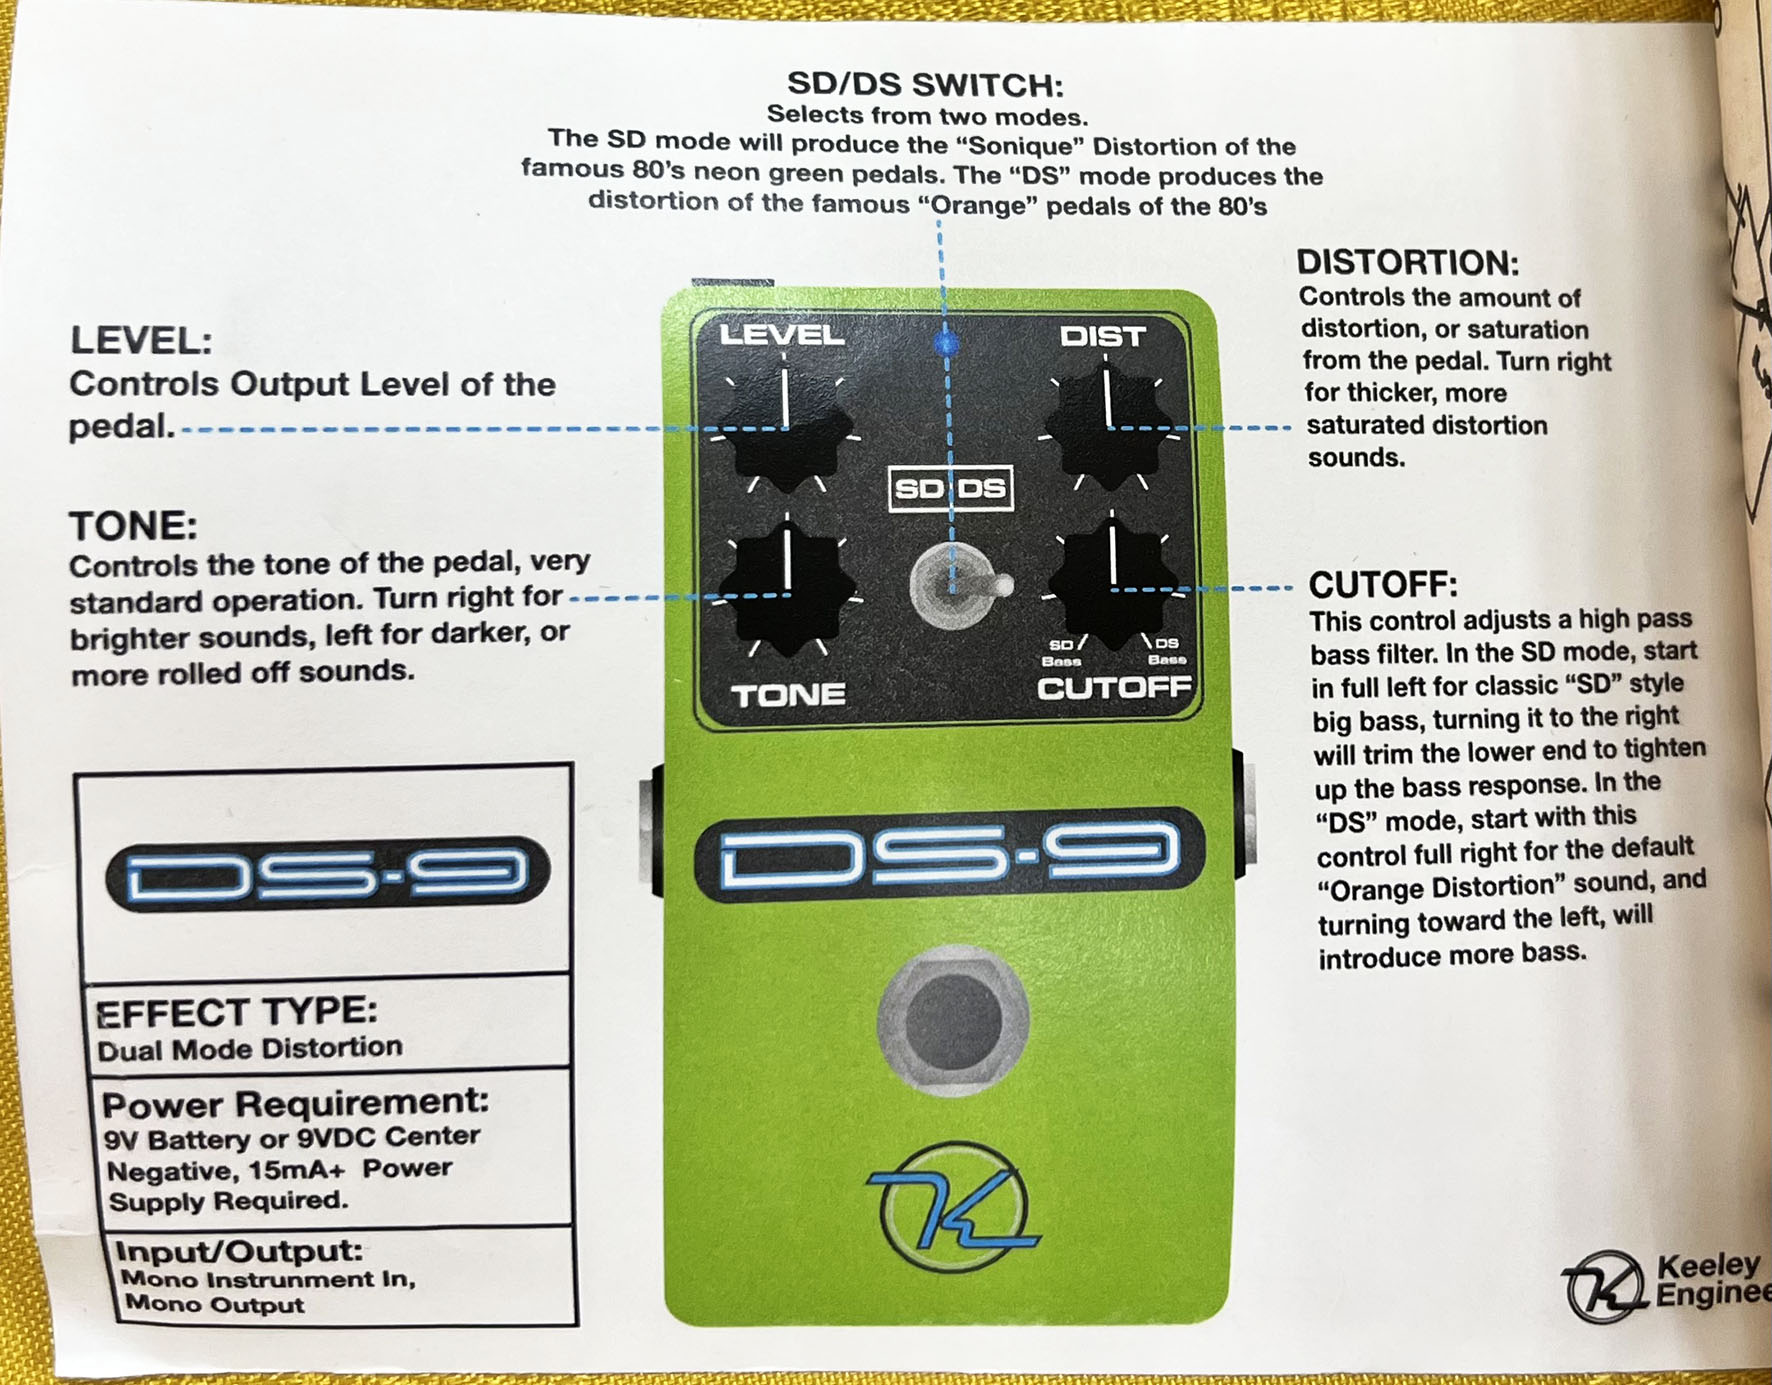 SD/DS SWITCH:
Selects from two modes.
The SD mode will produce the “Sonique” Distortion of the
famous 80's neon green pedals. The “DS” mode produces the
distortion of the famous “Orange” pedals of the 80's
LEVEL:
Controls Output Level of the
pedal.
TONE:
Controls the tone of the pedal, very
standard operation. Turn right for
brighter sounds, left for darker, or
more rolled off sounds.
LEVEL
DIST
SD DS
SD
Bass
DS
Bass
TONE
CUTOFF
DS-9
DISTORTION:
Controls the amount of
distortion, or saturation
from the pedal. Turn right
for thicker, more
saturated distortion
sounds.
CUTOFF:
This control adjusts a high pass
bass filter. In the SD mode, start
in full left for classic “SD” style
big bass, turning it to the right
will trim the lower end to tighten
up the bass response. In the
“DS” mode, start with this
control full right for the default
“Orange Distortion” sound, and
turning toward the left, will
introduce more bass.
DS-9
EFFECT TYPE:
Dual Mode Distortion
Power Requirement:
9V Battery or 9VDC Center
Negative, 15mA+ Power
Supply Required.
Input/Output:
Mono Instrunment In,
Mono Output
K
K
Keeley
Enginee